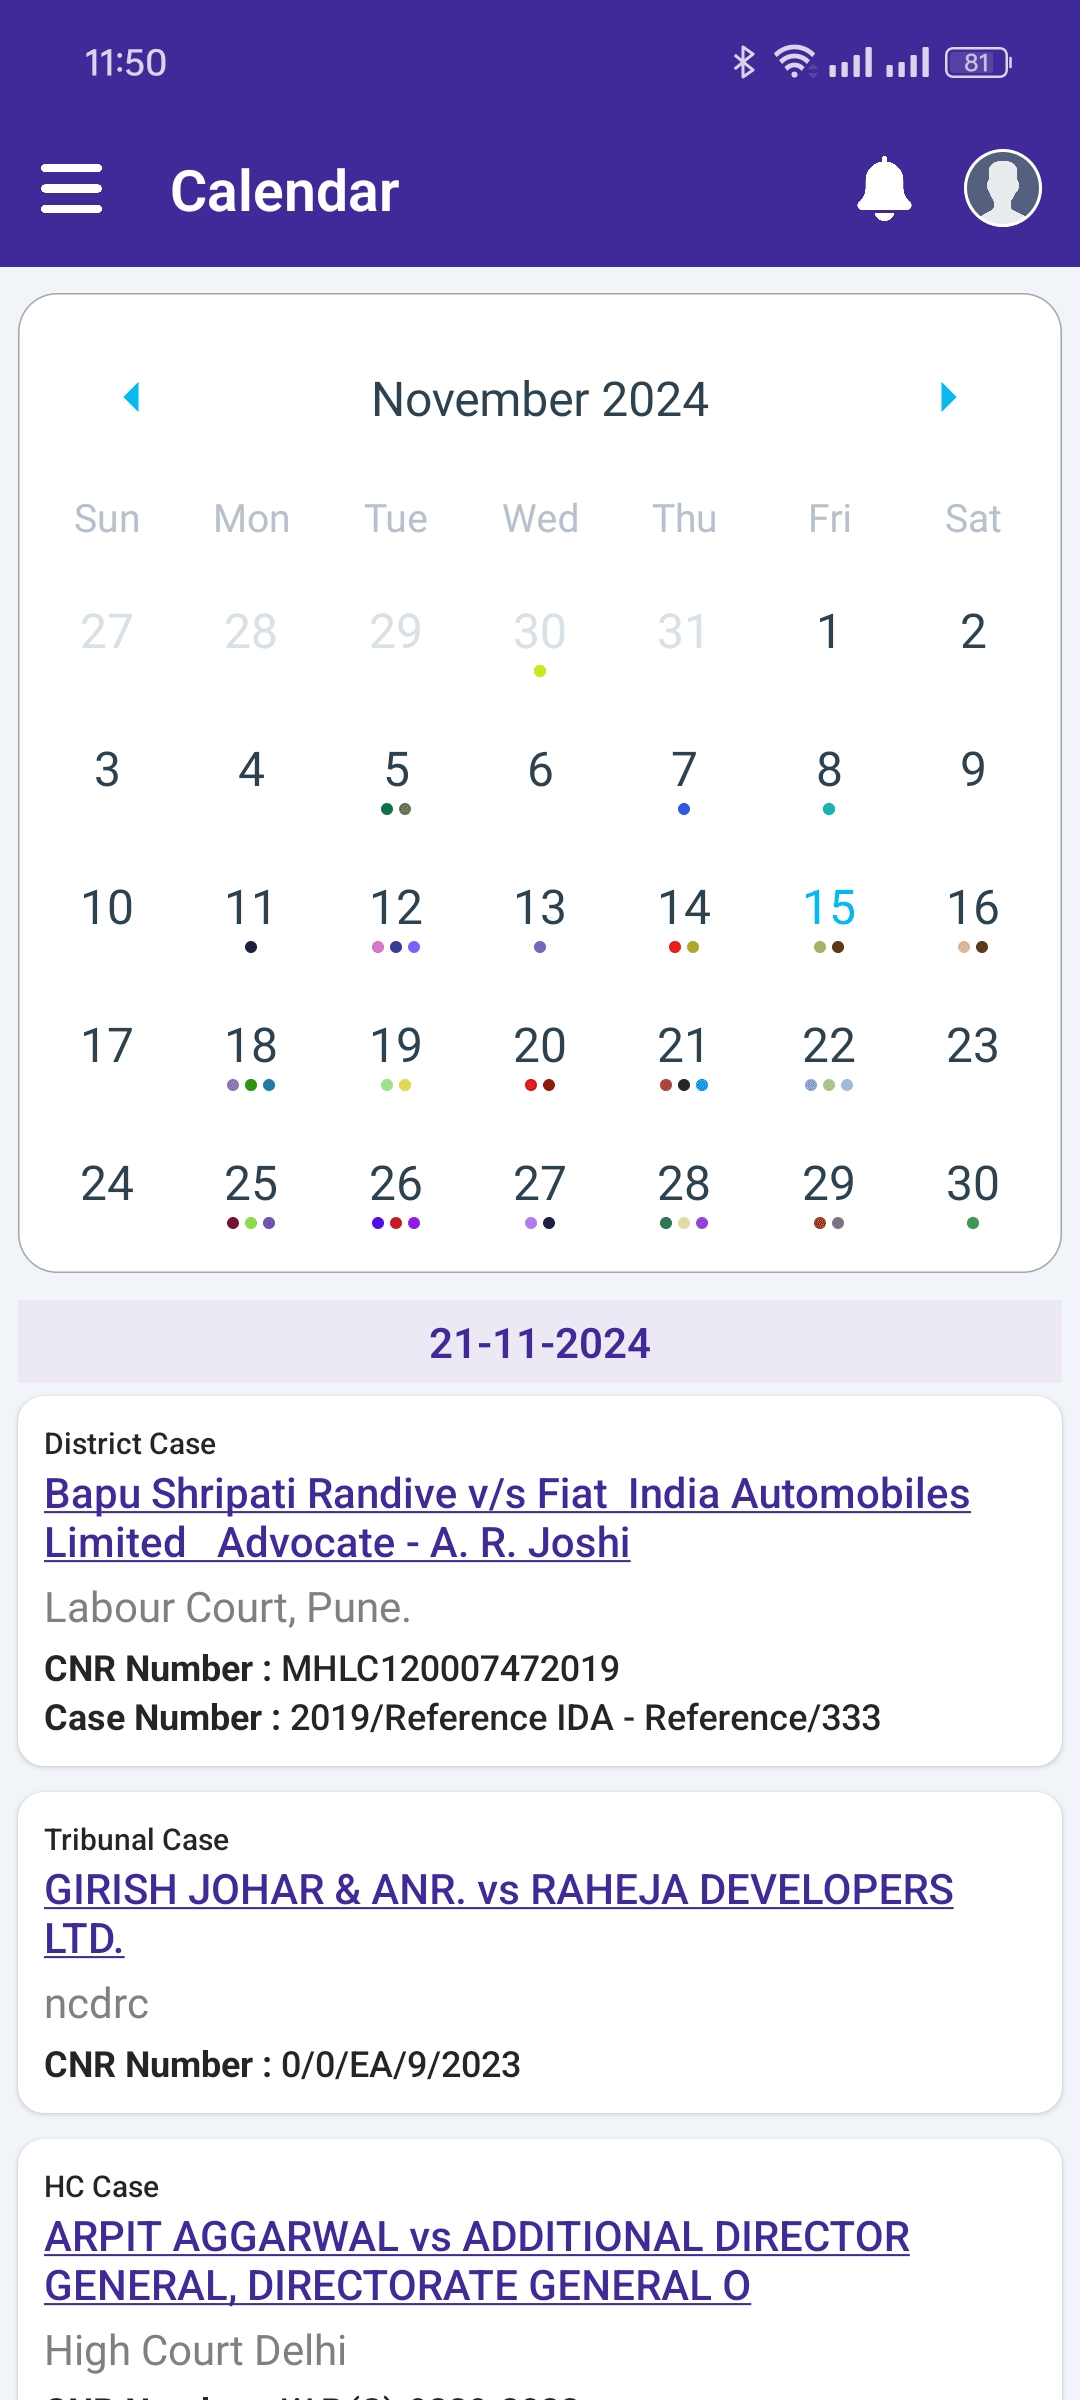 11:50
81
Calendar
November 2024
Sun Mon Tue Wed Thu Fri Sat
27 28 29 30 31 1 2
3 4 5 6 7 8 9
10 11 12 13 14 15 16
17 18 19 20 21 22 23
24 25 26 27 28 29 30
21-11-2024
District Case
Bapu Shripati Randive v/s Fiat  India Automobiles
Limited   Advocate - A. R. Joshi
Labour Court, Pune.
CNR Number : MHLC120007472019
Case Number : 2019/Reference IDA - Reference/333
Tribunal Case
GIRISH JOHAR & ANR. vs RAHEJA DEVELOPERS
LTD.
ncdrc
CNR Number : 0/0/EA/9/2023
HC Case
ARPIT AGGARWAL vs ADDITIONAL DIRECTOR
GENERAL, DIRECTORATE GENERAL O
High Court Delhi